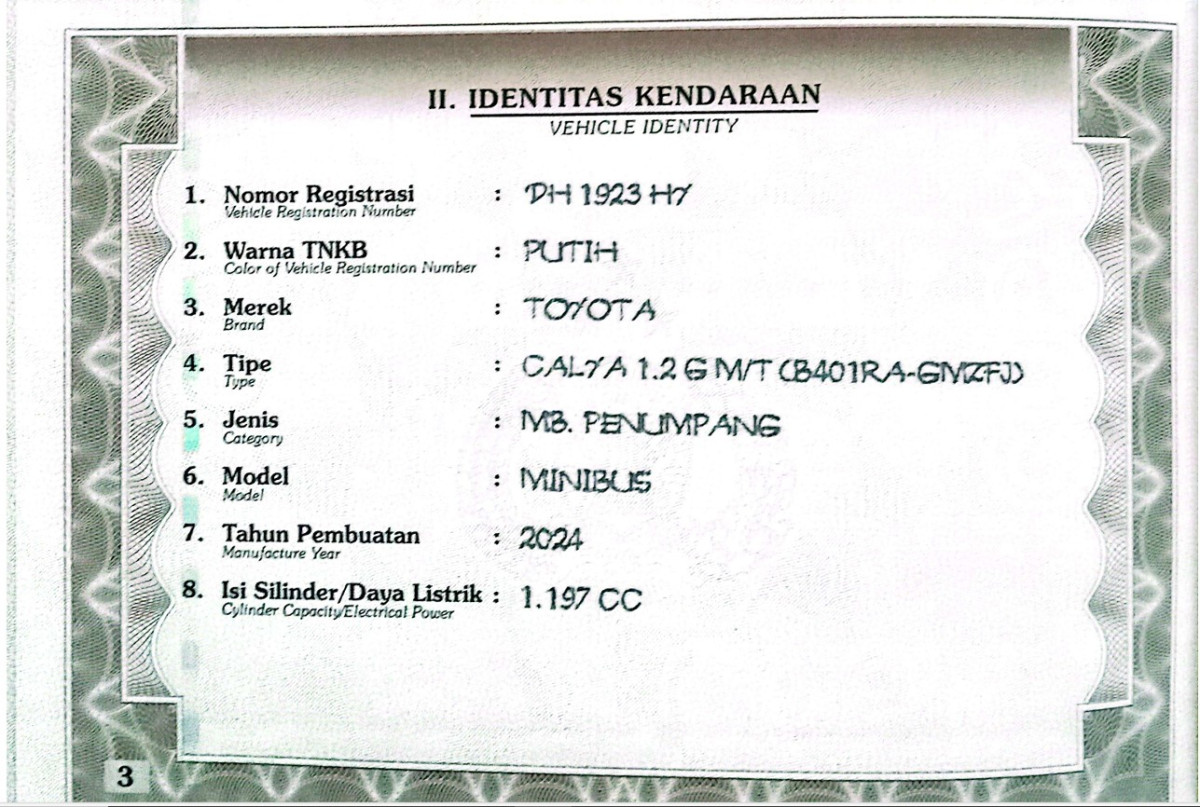 II. IDENTITAS KENDARAAN
VEHICLE IDENTITY
1. Nomor Registrasi : DH 1923 HY
Vehicle Registration Number
2. Warna TNKB : PUTIH
Color of Vehicle Registration Number
3. Merek : TOYOTA
Brand
4. Tipe : CALYA 1.2 G M/T (B401RA-GMZFJ)
Type
5. Jenis : MB. PENUMPANG
Category
6. Model : MINIBUS
Model
7. Tahun Pembuatan : 2024
Manufacture Year
8. Isi Silinder/Daya Listrik : 1.197 CC
Cylinder Capacity/Electrical Power
3